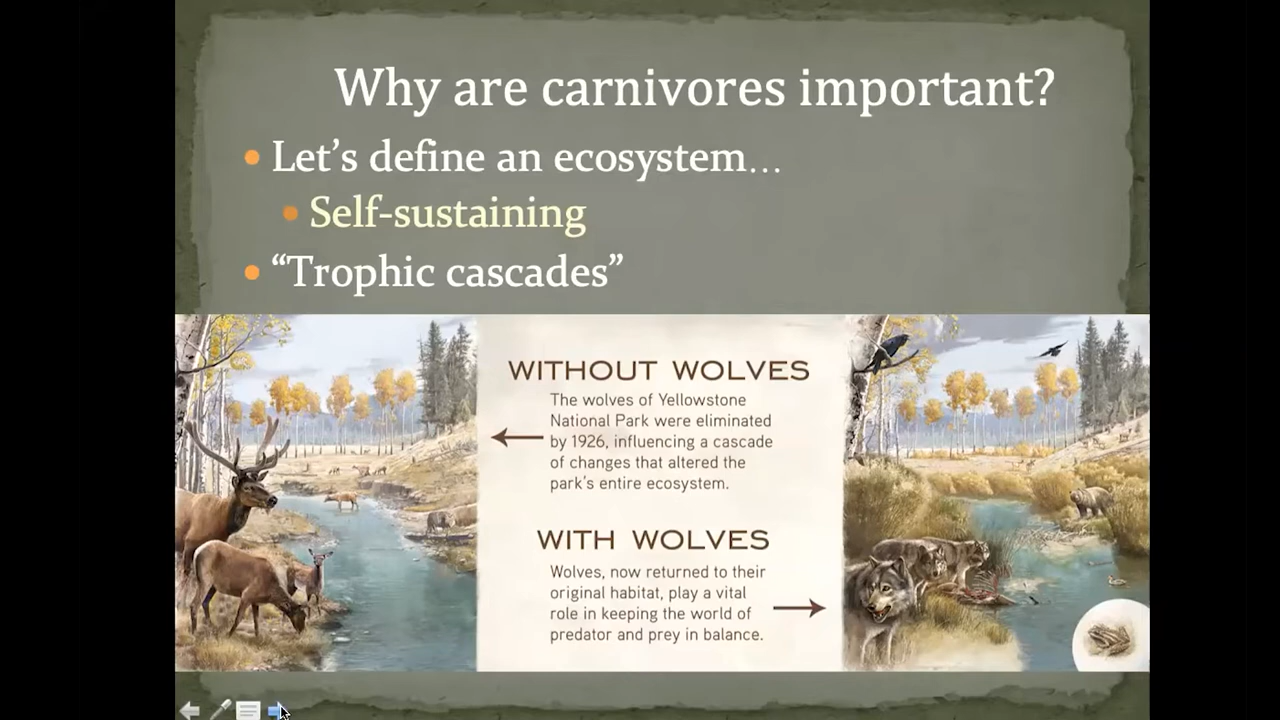 Why are carnivores important?
Let’s define an ecosystem…
Self-sustaining
“Trophic cascades”
WITHOUT WOLVES
The wolves of Yellowstone
National Park were eliminated
by 1926, influencing a cascade
of changes that altered the
park's entire ecosystem.
WITH WOLVES
Wolves, now returned to their
original habitat, play a vital
role in keeping the world of
predator and prey in balance.